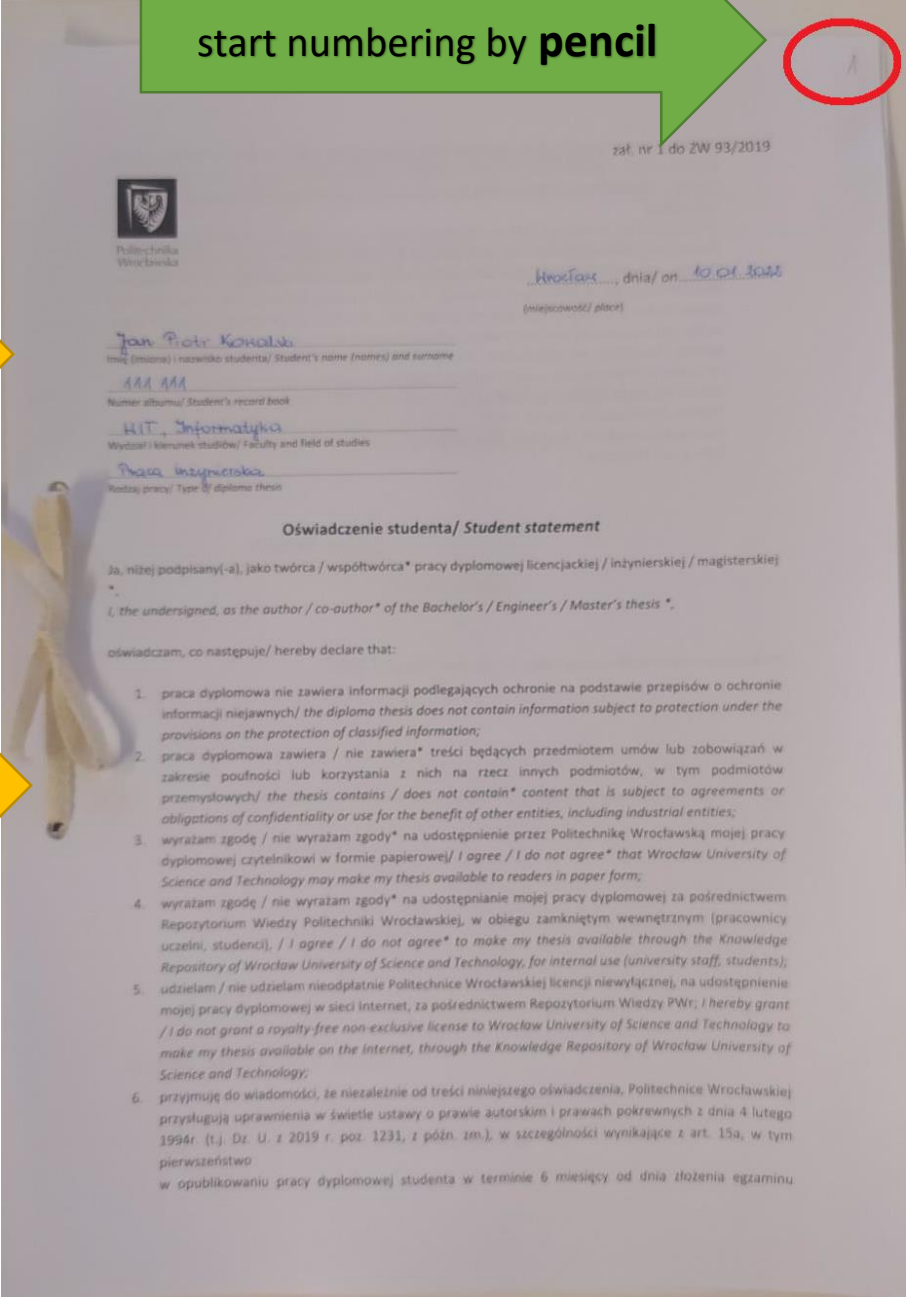 start numbering by pencil
1
zał. nr 1 do ZW 93/2019
Politechnika
Wrocławska
Wrocław, dnia/ on 10.01.2022
(miejscowość/ place)
Jan Piotr Kowalski
Imię (imiona) i nazwisko studenta/ Student's name (names) and surname
111 111
Numer albumu/ Student's record book
WIT, Informatyka
Wydział i kierunek studiów/ Faculty and field of studies
Praca inżynierska
Rodzaj pracy/ Type of diploma thesis
Oświadczenie studenta/ Student statement
Ja, niżej podpisany(-a), jako twórca / współtwórca* pracy dyplomowej licencjackiej / inżynierskiej / magisterskiej
*,
I, the undersigned, as the author / co-author* of the Bachelor's / Engineer's / Master's thesis *,
oświadczam, co następuje/ hereby declare that:
1. praca dyplomowa nie zawiera informacji podlegających ochronie na podstawie przepisów o ochronie
informacji niejawnych/ the diploma thesis does not contain information subject to protection under the
provisions on the protection of classified information;
2. praca dyplomowa zawiera / nie zawiera* treści będących przedmiotem umów lub zobowiązań w
zakresie poufności lub korzystania z nich na rzecz innych podmiotów, w tym podmiotów
przemysłowych/ the thesis contains / does not contain* content that is subject to agreements or
obligations of confidentiality or use for the benefit of other entities, including industrial entities;
3. wyrażam zgodę / nie wyrażam zgody* na udostępnienie przez Politechnikę Wrocławską mojej pracy
dyplomowej czytelnikowi w formie papierowej/ I agree / I do not agree* that Wrocław University of
Science and Technology may make my thesis available to readers in paper form;
4. wyrażam zgodę / nie wyrażam zgody* na udostępnianie mojej pracy dyplomowej za pośrednictwem
Repozytorium Wiedzy Politechniki Wrocławskiej, w obiegu zamkniętym wewnętrznym (pracownicy
uczelni, studenci), / I agree / I do not agree* to make my thesis available through the Knowledge
Repository of Wrocław University of Science and Technology, for internal use (university staff, students);
5. udzielam / nie udzielam nieodpłatnie Politechnice Wrocławskiej licencji niewyłącznej, na udostępnienie
mojej pracy dyplomowej w sieci Internet, za pośrednictwem Repozytorium Wiedzy PWr; I hereby grant
/ I do not grant a royalty-free non-exclusive license to Wrocław University of Science and Technology to
make my thesis available on the Internet, through the Knowledge Repository of Wrocław University of
Science and Technology;
6. przyjmuję do wiadomości, że niezależnie od treści niniejszego oświadczenia, Politechnice Wrocławskiej
przysługują uprawnienia w świetle ustawy o prawie autorskim i prawach pokrewnych z dnia 4 lutego
1994r. (t.j. Dz. U. z 2019 r. poz. 1231, z późn. zm.), w szczególności wynikające z art. 15a, w tym
pierwszeństwo
w opublikowaniu pracy dyplomowej studenta w terminie 6 miesięcy od dnia złożenia egzaminu